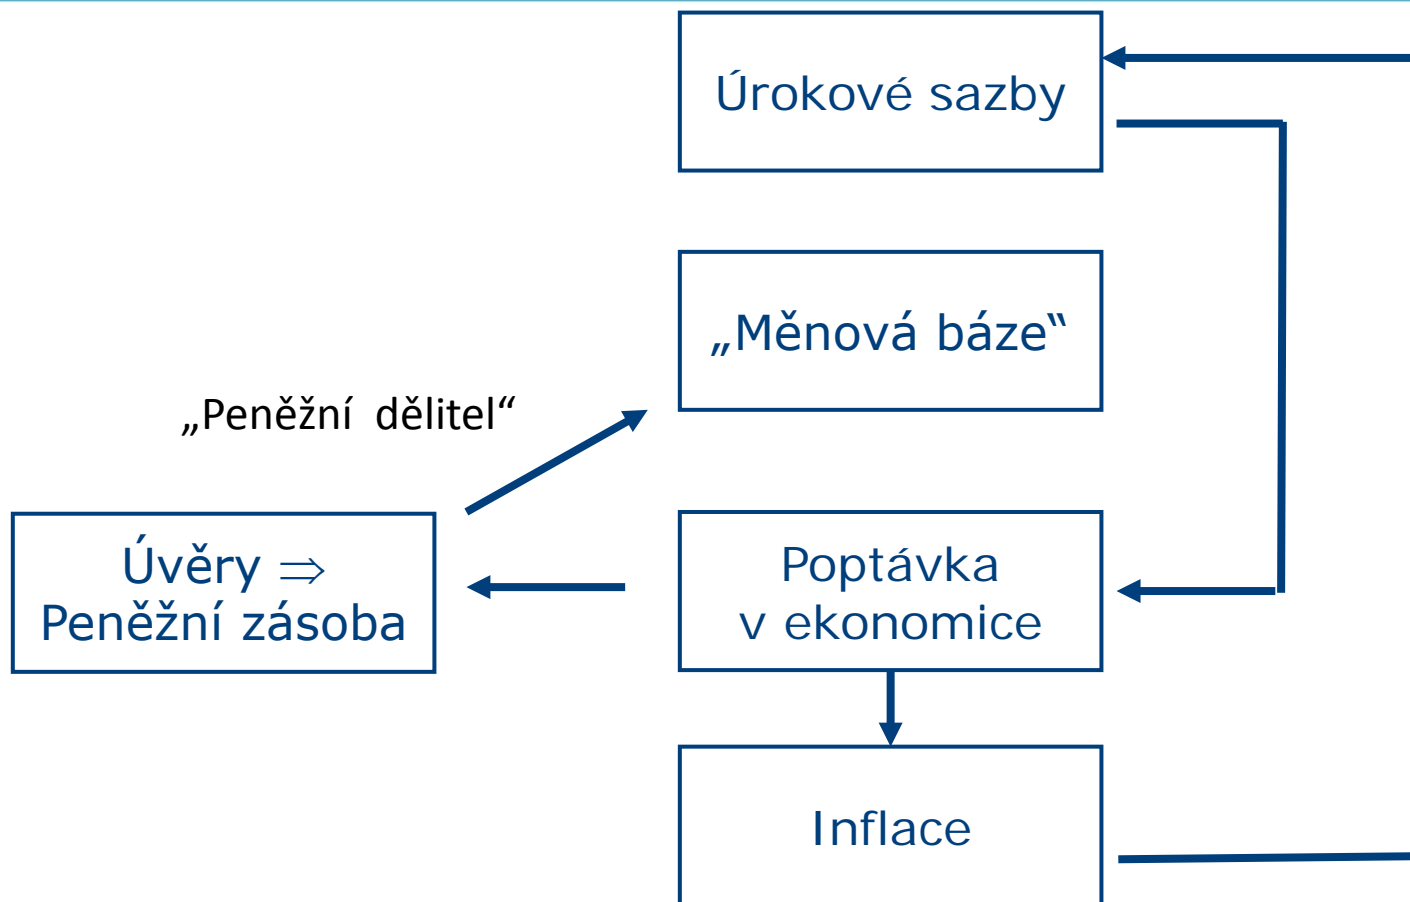 Úrokové sazby
„Měnová báze“
„Peněžní dělitel“
Úvěry ⇒
Peněžní zásoba
Poptávka
v ekonomice
Inflace